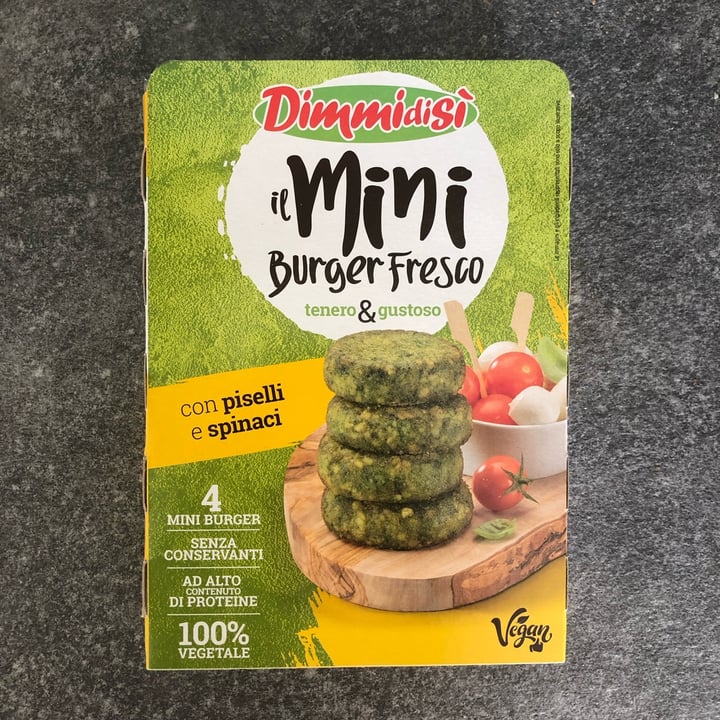 Dimmidisì
il Mini
Burger Fresco
tenero & gustoso
con piselli
e spinaci
4
MINI BURGER
SENZA
CONSERVANTI
AD ALTO
CONTENUTO
DI PROTEINE
100%
VEGETALE
Vegan